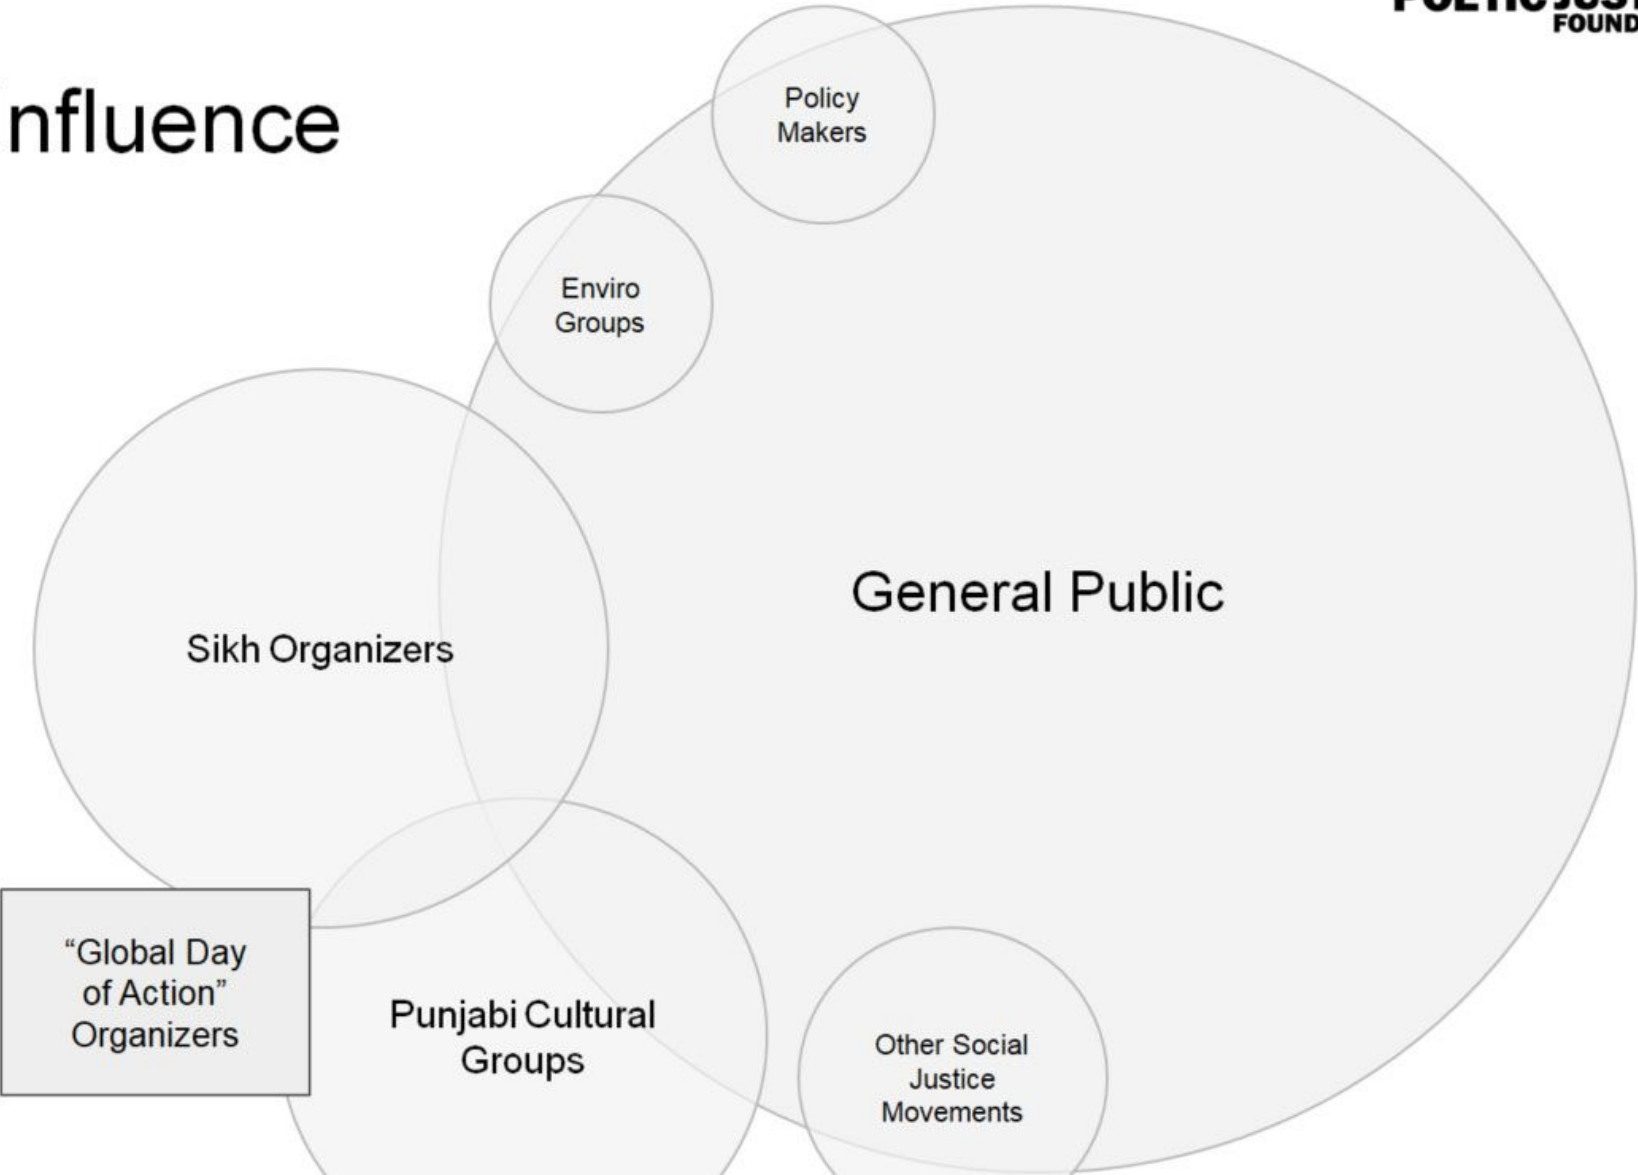 FOUND
nfluence
Policy
Makers
Enviro
Groups
General Public
Sikh Organizers
“Global Day
of Action”
Organizers
Punjabi Cultural
Groups
Other Social
Justice
Movements